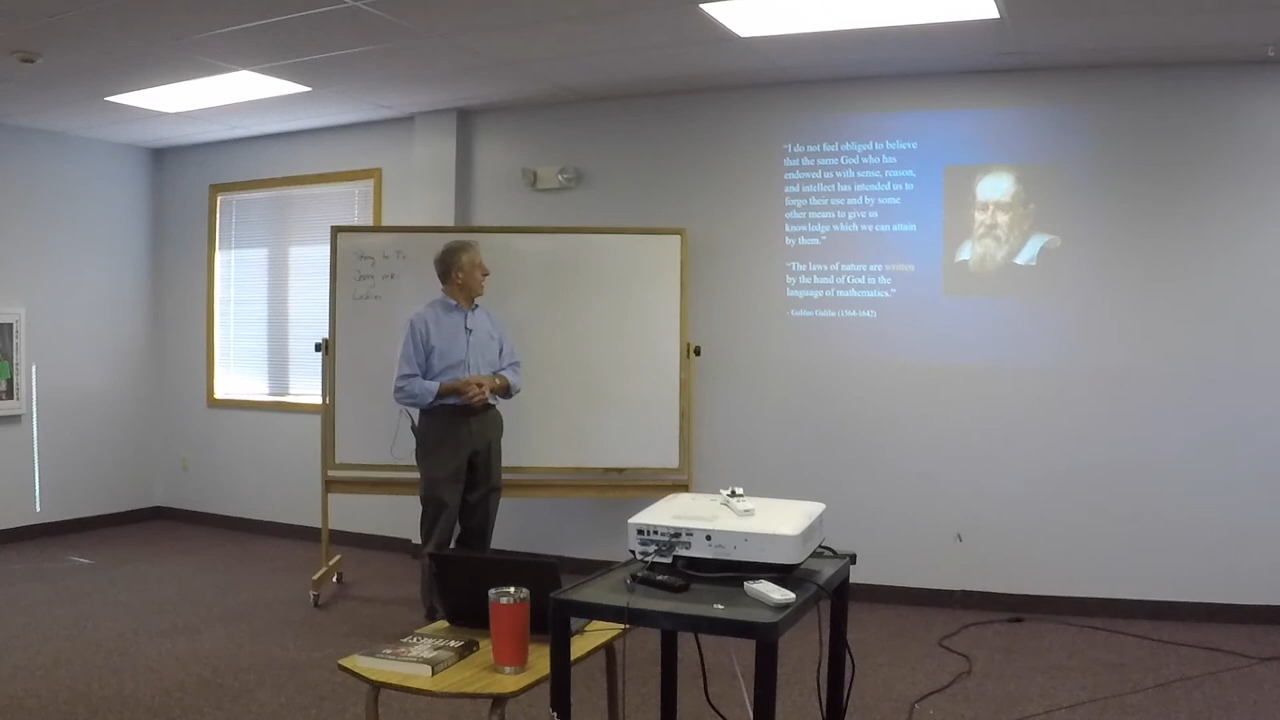 "I do not feel obliged to believe
that the same God who has
endowed us with sense, reason,
and intellect has intended us to
forgo their use and by some
other means to give us
knowledge which we can attain
by them."
"The laws of nature are written
by the hand of God in the
language of mathematics."
- Galileo Galilei (1564-1642)
INTEREST